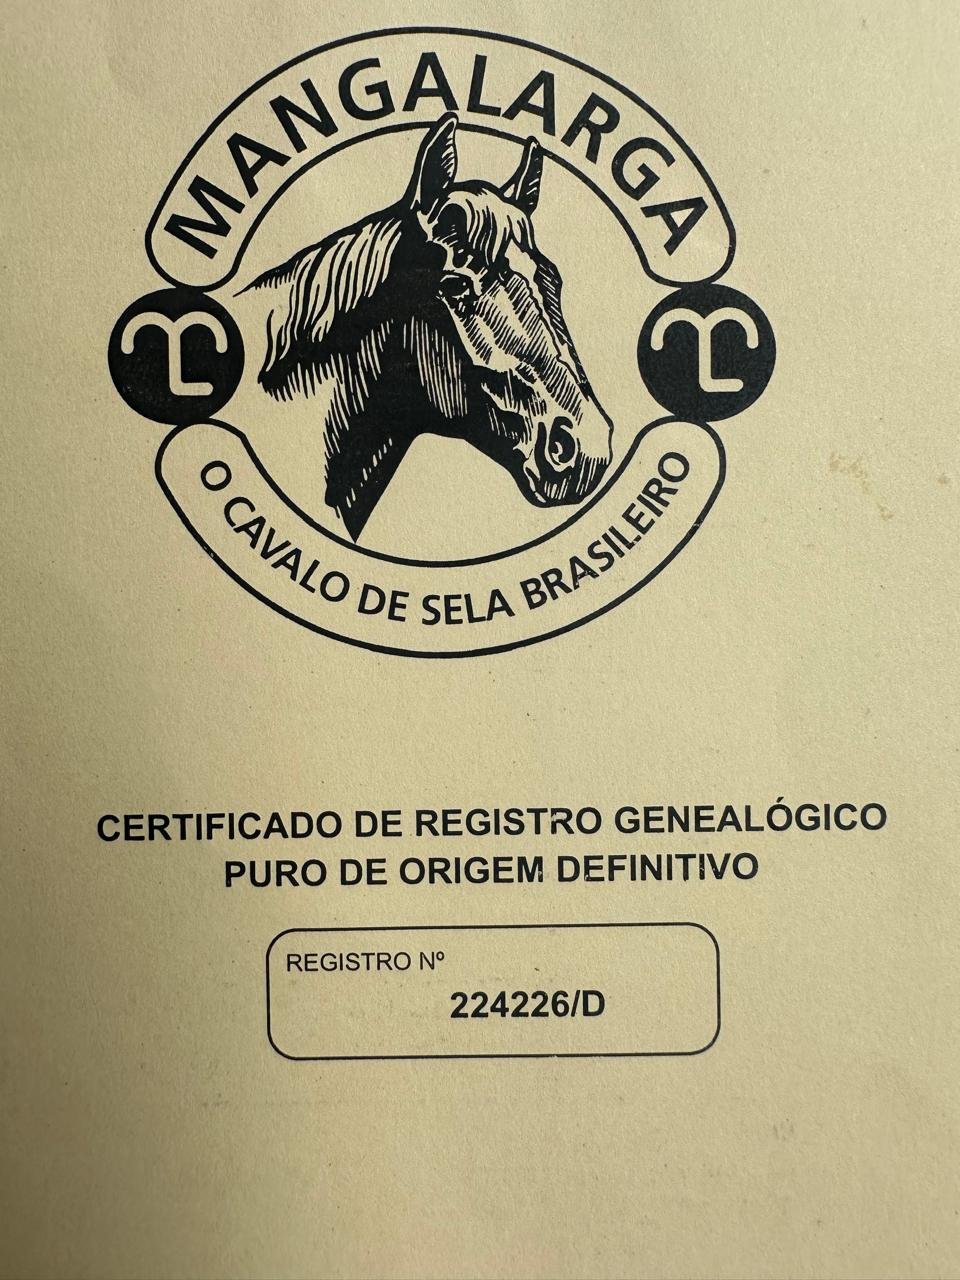 MANGALARGA
O CAVALO DE SELA BRASILEIRO
CERTIFICADO DE REGISTRO GENEALÓGICO
PURO DE ORIGEM DEFINITIVO
REGISTRO Nº
224226/D